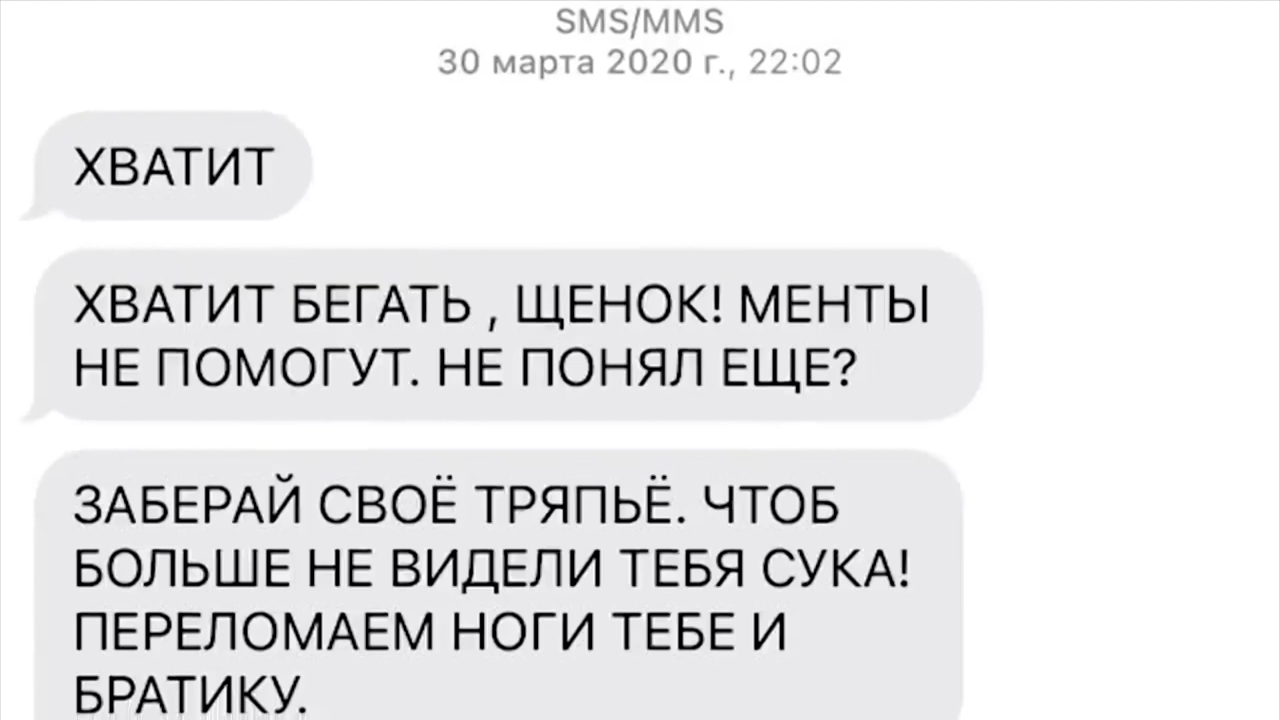 SMS/MMS
30 марта 2020 г., 22:02
ХВАТИТ
ХВАТИТ БЕГАТЬ , ЩЕНОК! МЕНТЫ
НЕ ПОМОГУТ. НЕ ПОНЯЛ ЕЩЕ?
ЗАБЕРАЙ СВОЁ ТРЯПЬЁ. ЧТОБ
БОЛЬШЕ НЕ ВИДЕЛИ ТЕБЯ СУКА!
ПЕРЕЛОМАЕМ НОГИ ТЕБЕ И
БРАТИКУ.